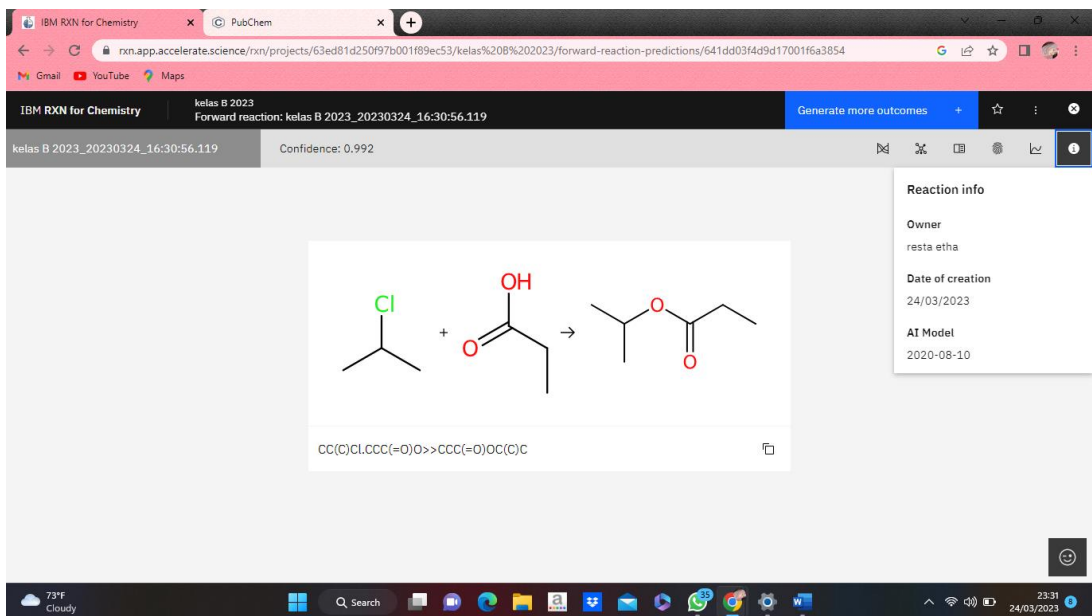 IBM RXN for Chemistry
PubChem
rxn.app.accelerate.science/rxn/projects/63ed81d250f97b001f89ec53/kelas%20B%202023/forward-reaction-predictions/641dd03f4d9d17001f6a3854
Gmail YouTube Maps
IBM RXN for Chemistry
kelas B 2023
Forward reaction: kelas B 2023_20230324_16:30:56.119
Generate more outcomes +
kelas B 2023_20230324_16:30:56.119
Confidence: 0.992
Reaction info
Owner
resta etha
Date of creation
24/03/2023
AI Model
2020-08-10
Cl
+
OH
O
→
O
O
CC(C)Cl.CCC(=O)O>>CCC(=O)OC(C)C
73°F
Cloudy
Search
35
23:31
24/03/2023
8